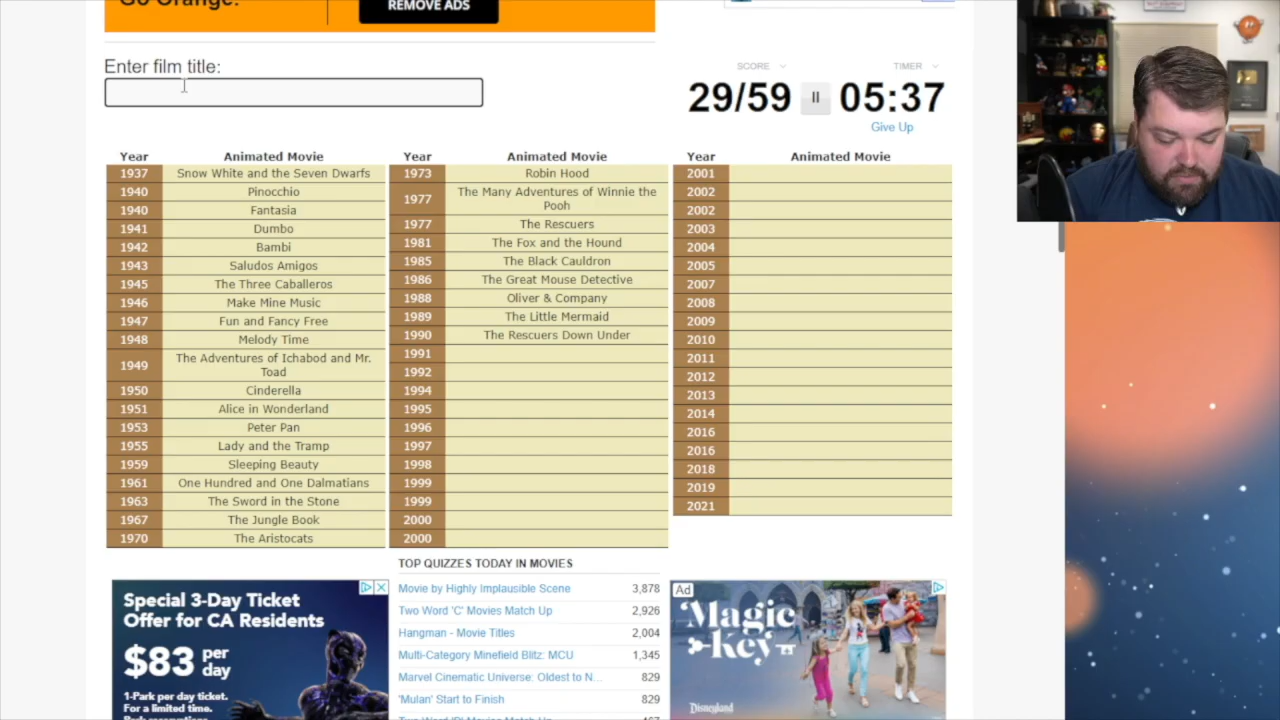 Go Orange.
REMOVE ADS
Enter film title:
SCORE
TIMER
29/59
05:37
Give Up
Year Animated Movie
1937 Snow White and the Seven Dwarfs
1940 Pinocchio
1940 Fantasia
1941 Dumbo
1942 Bambi
1943 Saludos Amigos
1945 The Three Caballeros
1946 Make Mine Music
1947 Fun and Fancy Free
1948 Melody Time
1949 The Adventures of Ichabod and Mr.
Toad
1950 Cinderella
1951 Alice in Wonderland
1953 Peter Pan
1955 Lady and the Tramp
1959 Sleeping Beauty
1961 One Hundred and One Dalmatians
1963 The Sword in the Stone
1967 The Jungle Book
1970 The Aristocats
Year Animated Movie
1973 Robin Hood
1977 The Many Adventures of Winnie the
Pooh
1977 The Rescuers
1981 The Fox and the Hound
1985 The Black Cauldron
1986 The Great Mouse Detective
1988 Oliver & Company
1989 The Little Mermaid
1990 The Rescuers Down Under
1991
1992
1994
1995
1996
1997
1998
1999
1999
2000
2000
Year Animated Movie
2001
2002
2002
2003
2004
2005
2007
2008
2009
2010
2011
2012
2013
2014
2016
2016
2018
2019
2021
Special 3-Day Ticket
Offer for CA Residents
$83 per
day
1-Park per day ticket.
For a limited time.
TOP QUIZZES TODAY IN MOVIES
Movie by Highly Implausible Scene 3,878
Two Word 'C' Movies Match Up 2,926
Hangman - Movie Titles 2,004
Multi-Category Minefield Blitz: MCU 1,345
Marvel Cinematic Universe: Oldest to N... 829
'Mulan' Start to Finish 829
Ad
Magic
key
Disneyland